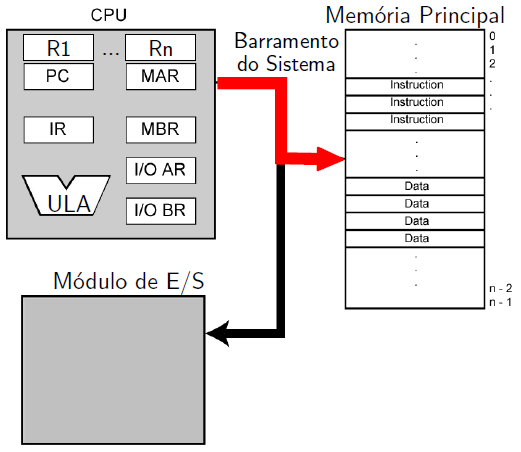 CPU
R1 ... Rn
PC MAR
IR MBR
I/O AR
ULA
I/O BR
Barramento
do Sistema
Memória Principal
0
1
2
.
.
.
Instruction
Instruction
Instruction
.
.
.
Data
Data
Data
Data
.
.
.
n - 2
n - 1
Módulo de E/S